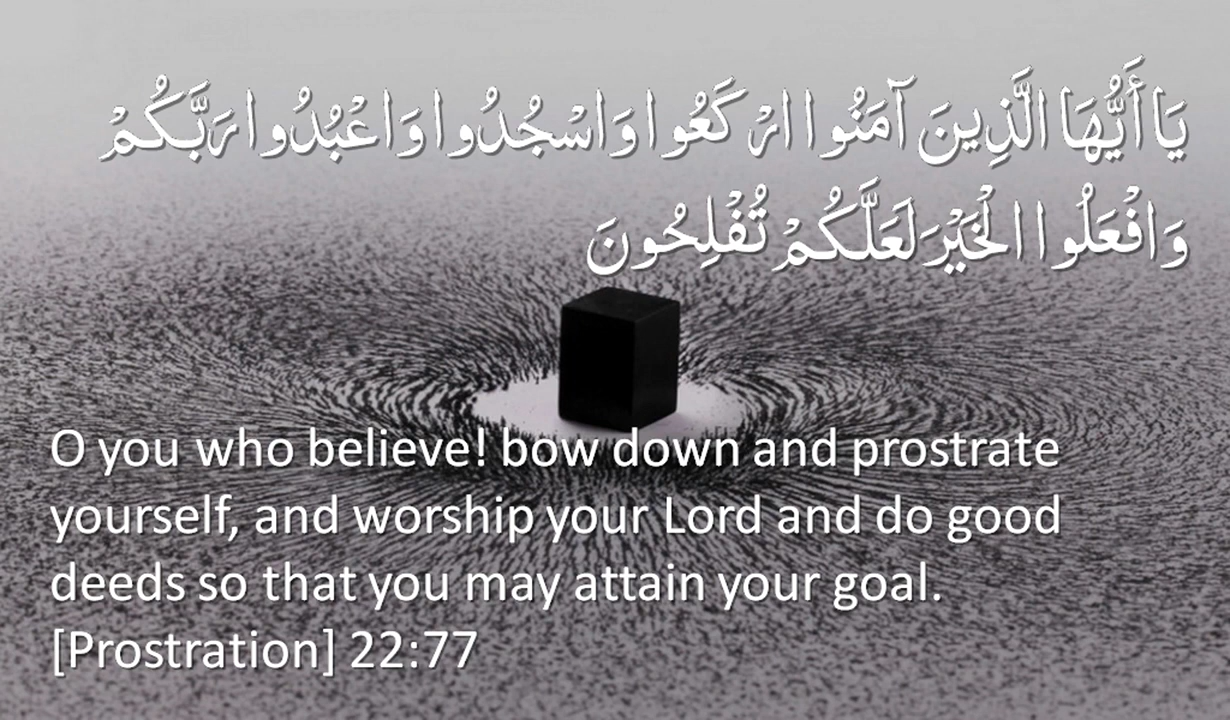 يَا أَيُّهَا الَّذِينَ آمَنُوا ارْكَعُوا وَاسْجُدُوا وَاعْبُدُوا رَبَّكُمْ
وَافْعَلُوا الْخَيْرَ لَعَلَّكُمْ تُفْلِحُونَ
O you who believe! bow down and prostrate
yourself, and worship your Lord and do good
deeds so that you may attain your goal.
[Prostration] 22:77